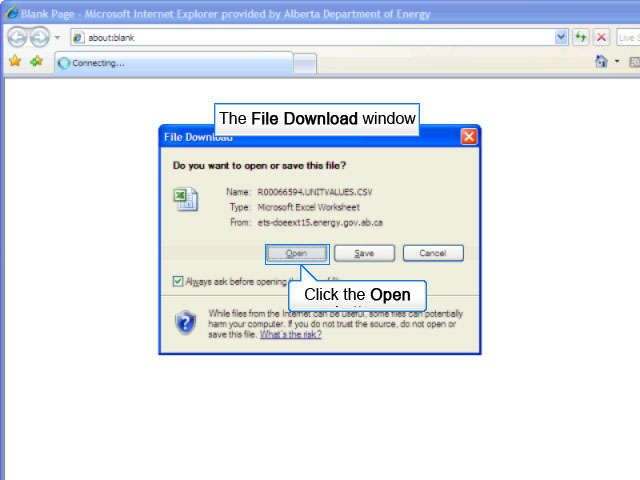 Blank Page - Microsoft Internet Explorer provided by Alberta Department of Energy
about:blank
Live S
Connecting...
The File Download window
File Download
Do you want to open or save this file?
Name: R00066594.UNITVALUES.CSV
Type: Microsoft Excel Worksheet
From: ets-doeext15.energy.gov.ab.ca
Open Save Cancel
Always ask before opening
Click the Open
While files from the Internet can be useful, some files can potentially
harm your computer. If you do not trust the source, do not open or
save this file. What's the risk?